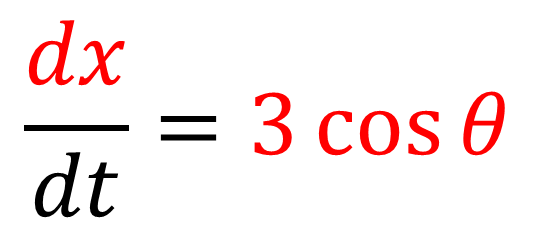 dx/dt = 3 cos θ